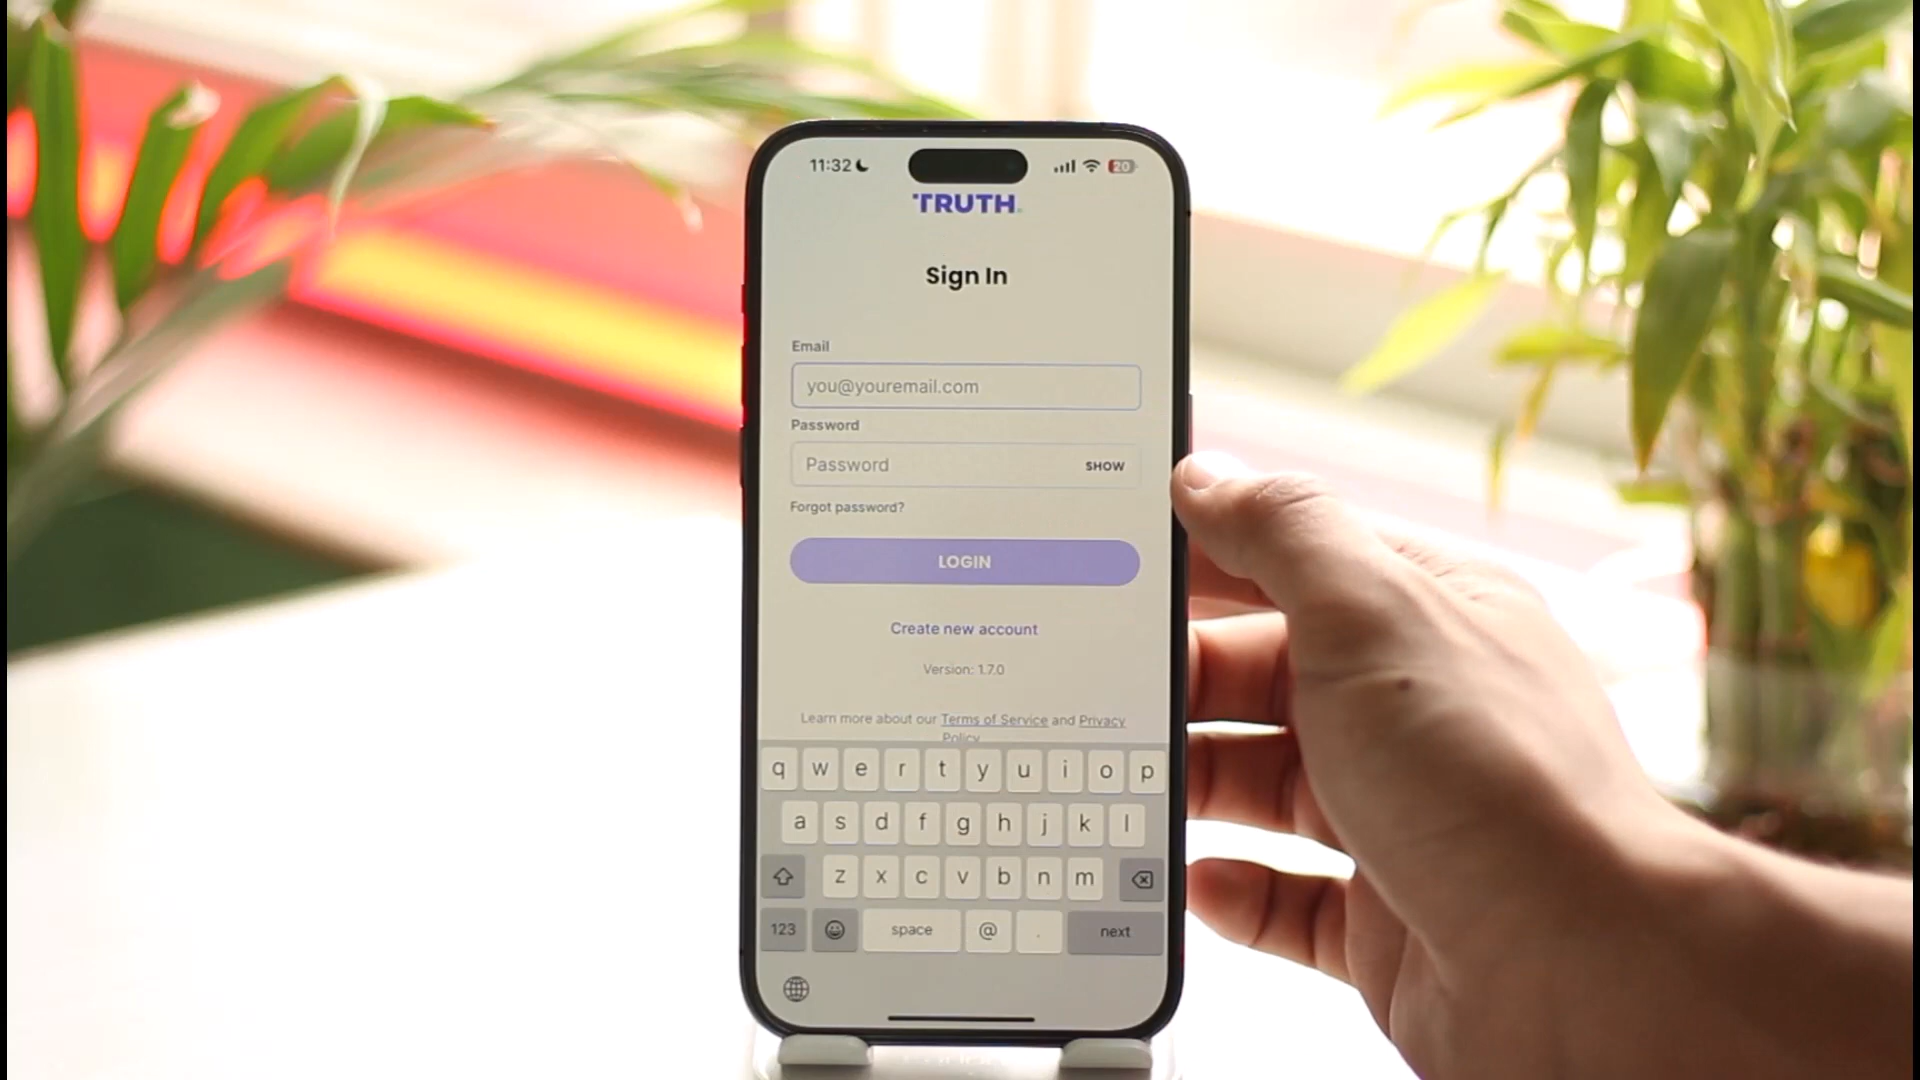 11:32
20
TRUTH.
Sign In
Email
you@youremail.com
Password
Password SHOW
Forgot password?
LOGIN
Create new account
Version: 1.7.0
Learn more about our Terms of Service and Privacy
Policy
q w e r t y u i o p
a s d f g h j k l
z x c v b n m
123 space @ . next